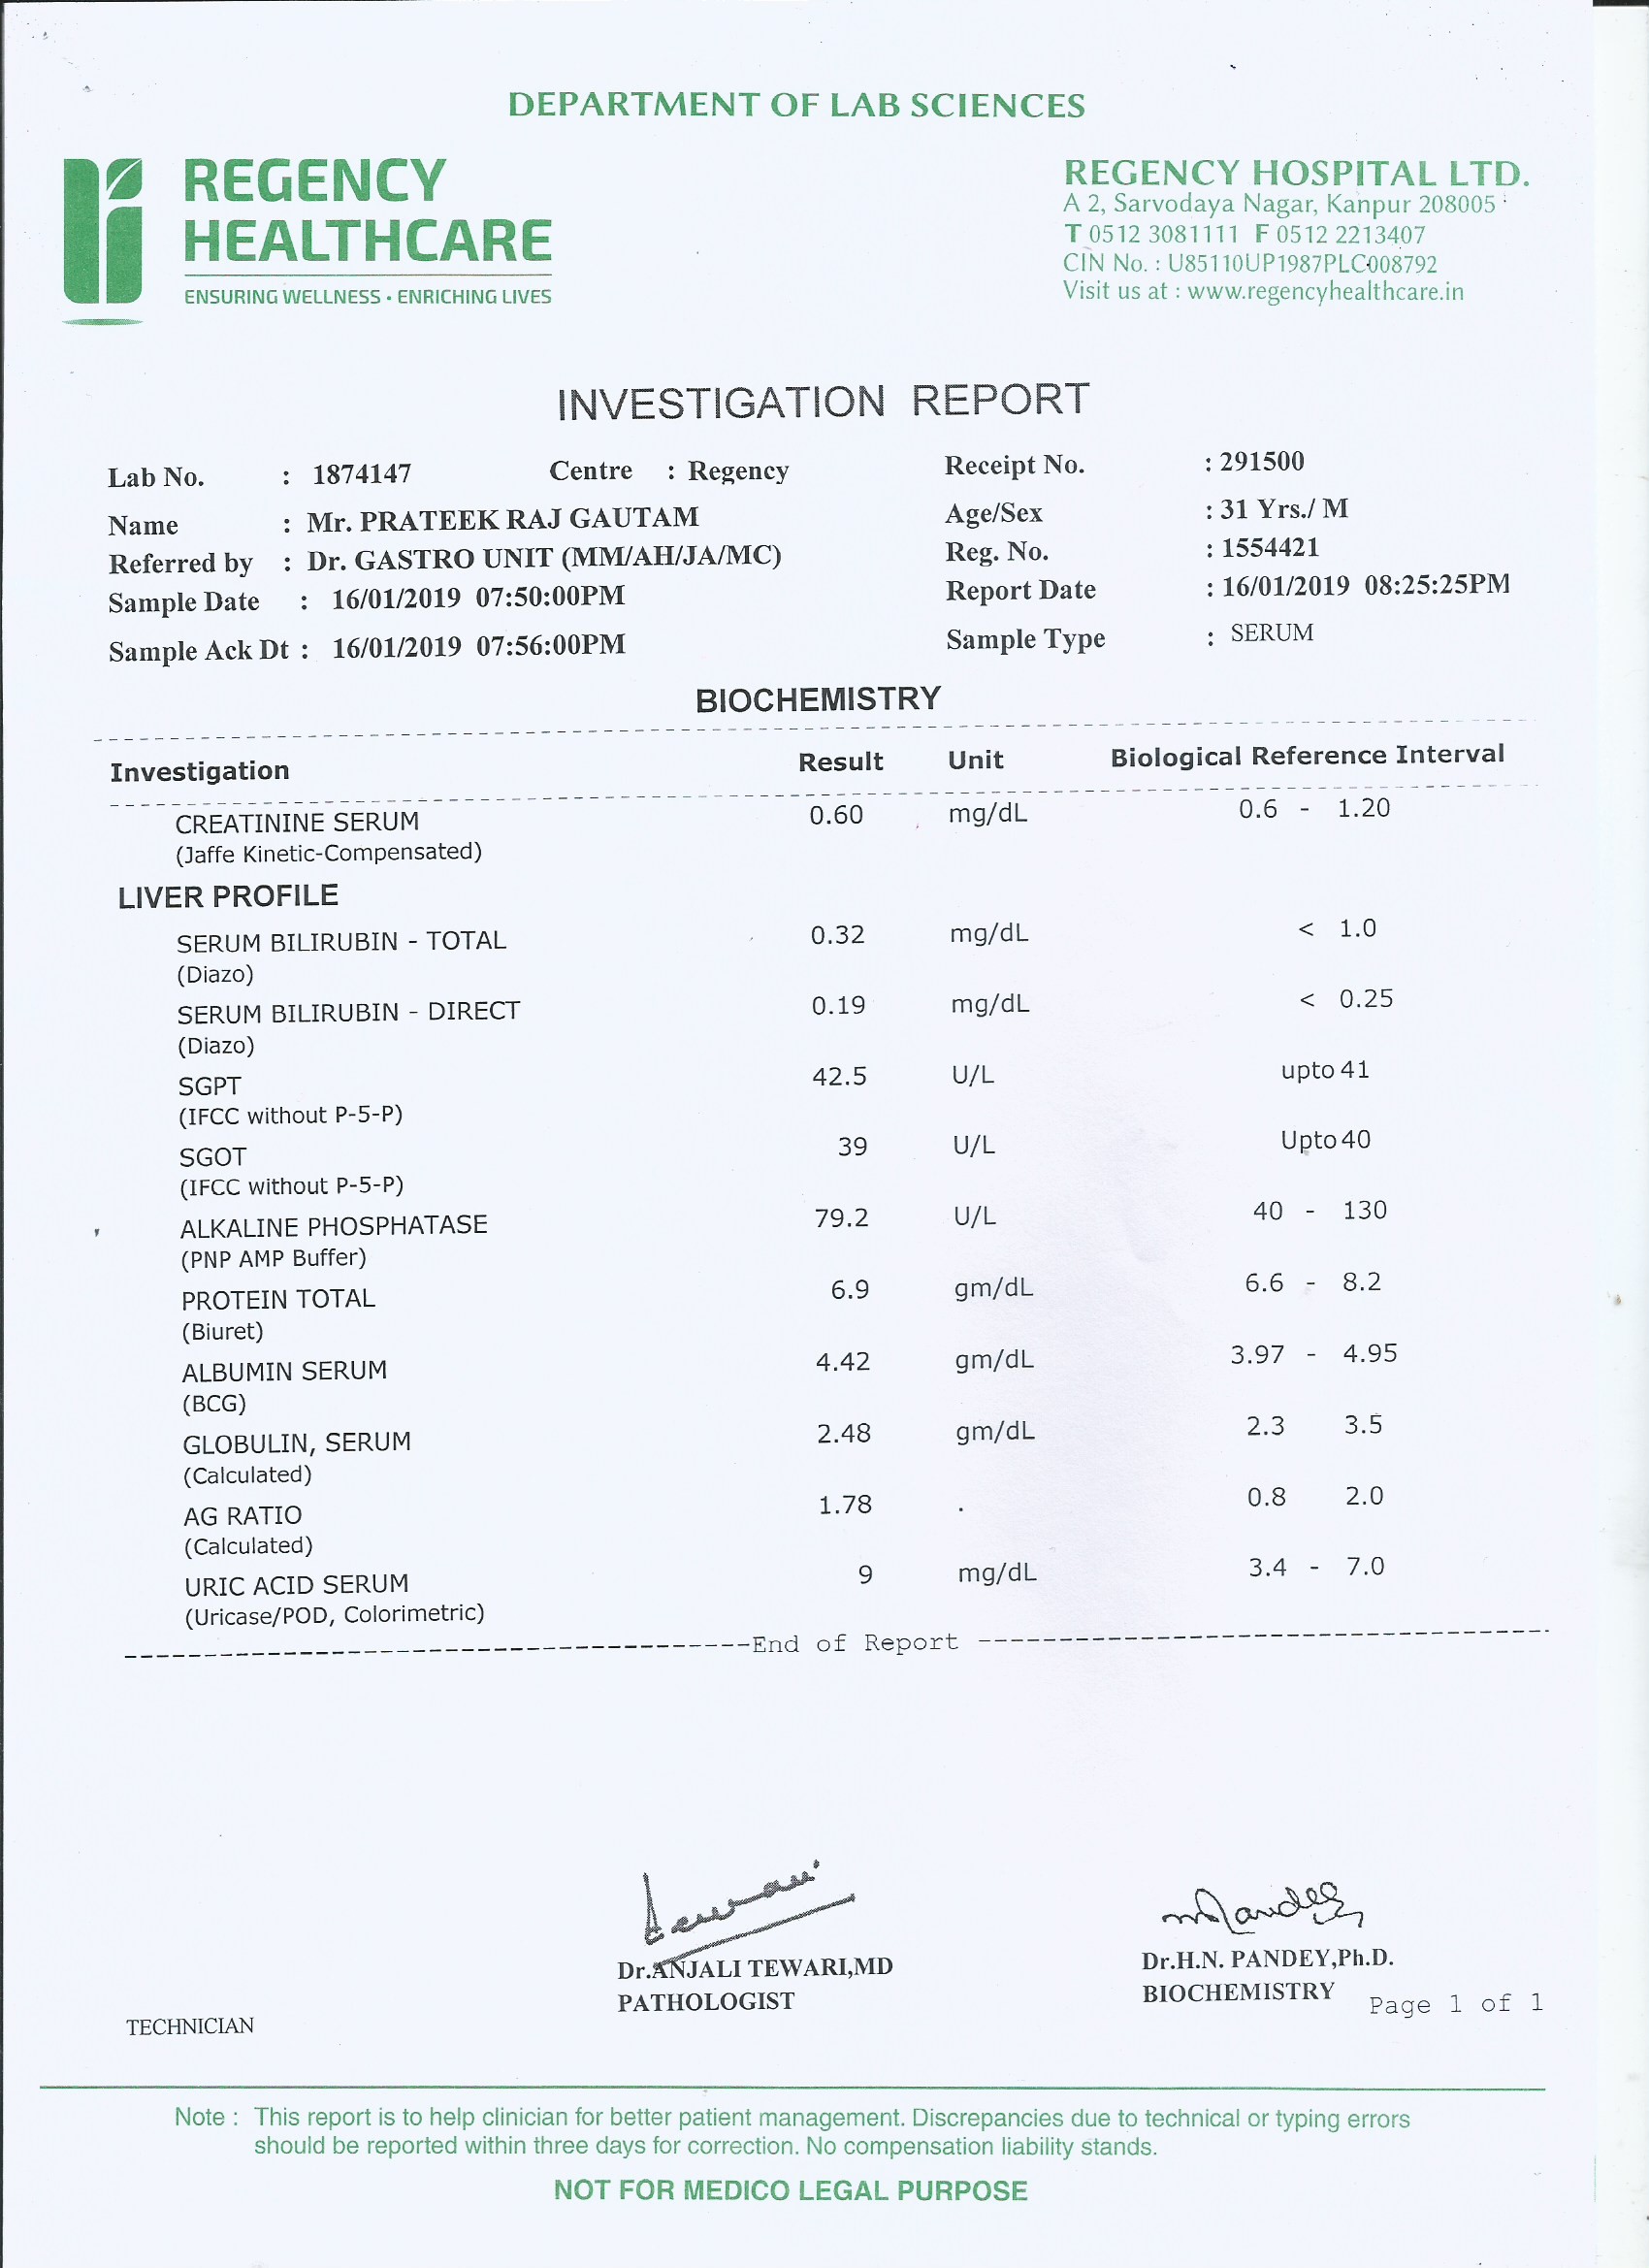 DEPARTMENT OF LAB SCIENCES
REGENCY
HEALTHCARE
ENSURING WELLNESS • ENRICHING LIVES
REGENCY HOSPITAL LTD.
A 2, Sarvodaya Nagar, Kanpur 208005
T 0512 3081111 F 0512 2213407
CIN No. : U85110UP1987PLC008792
Visit us at : www.regencyhealthcare.in
INVESTIGATION REPORT
Lab No. : 1874147 Centre : Regency Receipt No. : 291500
Name : Mr. PRATEEK RAJ GAUTAM Age/Sex : 31 Yrs./ M
Referred by : Dr. GASTRO UNIT (MM/AH/JA/MC) Reg. No. : 1554421
Sample Date : 16/01/2019 07:50:00PM Report Date : 16/01/2019 08:25:25PM
Sample Ack Dt : 16/01/2019 07:56:00PM Sample Type : SERUM
BIOCHEMISTRY
Investigation Result Unit Biological Reference Interval
CREATININE SERUM 0.60 mg/dL 0.6 - 1.20
(Jaffe Kinetic-Compensated)
LIVER PROFILE
SERUM BILIRUBIN - TOTAL 0.32 mg/dL < 1.0
(Diazo)
SERUM BILIRUBIN - DIRECT 0.19 mg/dL < 0.25
(Diazo)
SGPT 42.5 U/L upto 41
(IFCC without P-5-P)
SGOT 39 U/L Upto 40
(IFCC without P-5-P)
ALKALINE PHOSPHATASE 79.2 U/L 40 - 130
(PNP AMP Buffer)
PROTEIN TOTAL 6.9 gm/dL 6.6 - 8.2
(Biuret)
ALBUMIN SERUM 4.42 gm/dL 3.97 - 4.95
(BCG)
GLOBULIN, SERUM 2.48 gm/dL 2.3 3.5
(Calculated)
AG RATIO 1.78 . 0.8 2.0
(Calculated)
URIC ACID SERUM 9 mg/dL 3.4 - 7.0
(Uricase/POD, Colorimetric)
End of Report
Dr.ANJALI TEWARI,MD
PATHOLOGIST
Dr.H.N. PANDEY,Ph.D.
BIOCHEMISTRY
Page 1 of 1
TECHNICIAN
Note : This report is to help clinician for better patient management. Discrepancies due to technical or typing errors
should be reported within three days for correction. No compensation liability stands.
NOT FOR MEDICO LEGAL PURPOSE